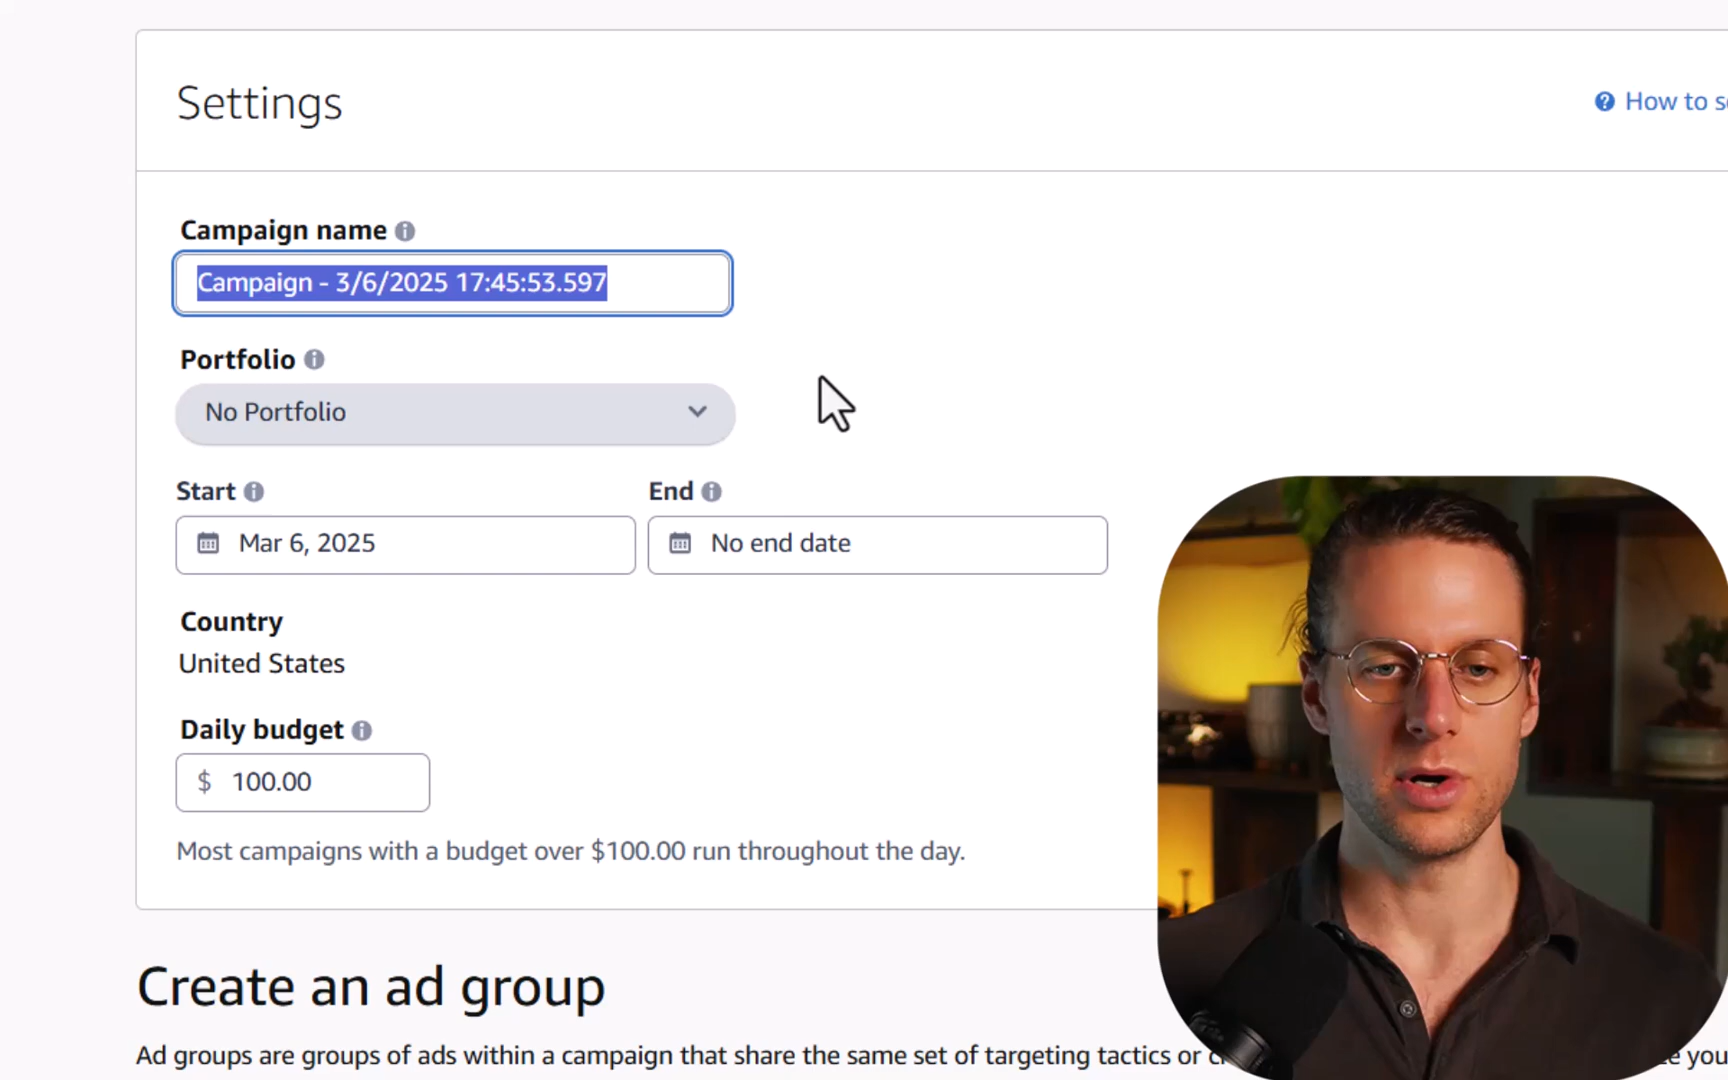 Settings
How to s
Campaign name
Campaign - 3/6/2025 17:45:53.597
Portfolio
No Portfolio
Start End
Mar 6, 2025 No end date
Country
United States
Daily budget
$ 100.00
Most campaigns with a budget over $100.00 run throughout the day.
Create an ad group
Ad groups are groups of ads within a campaign that share the same set of targeting tactics or you